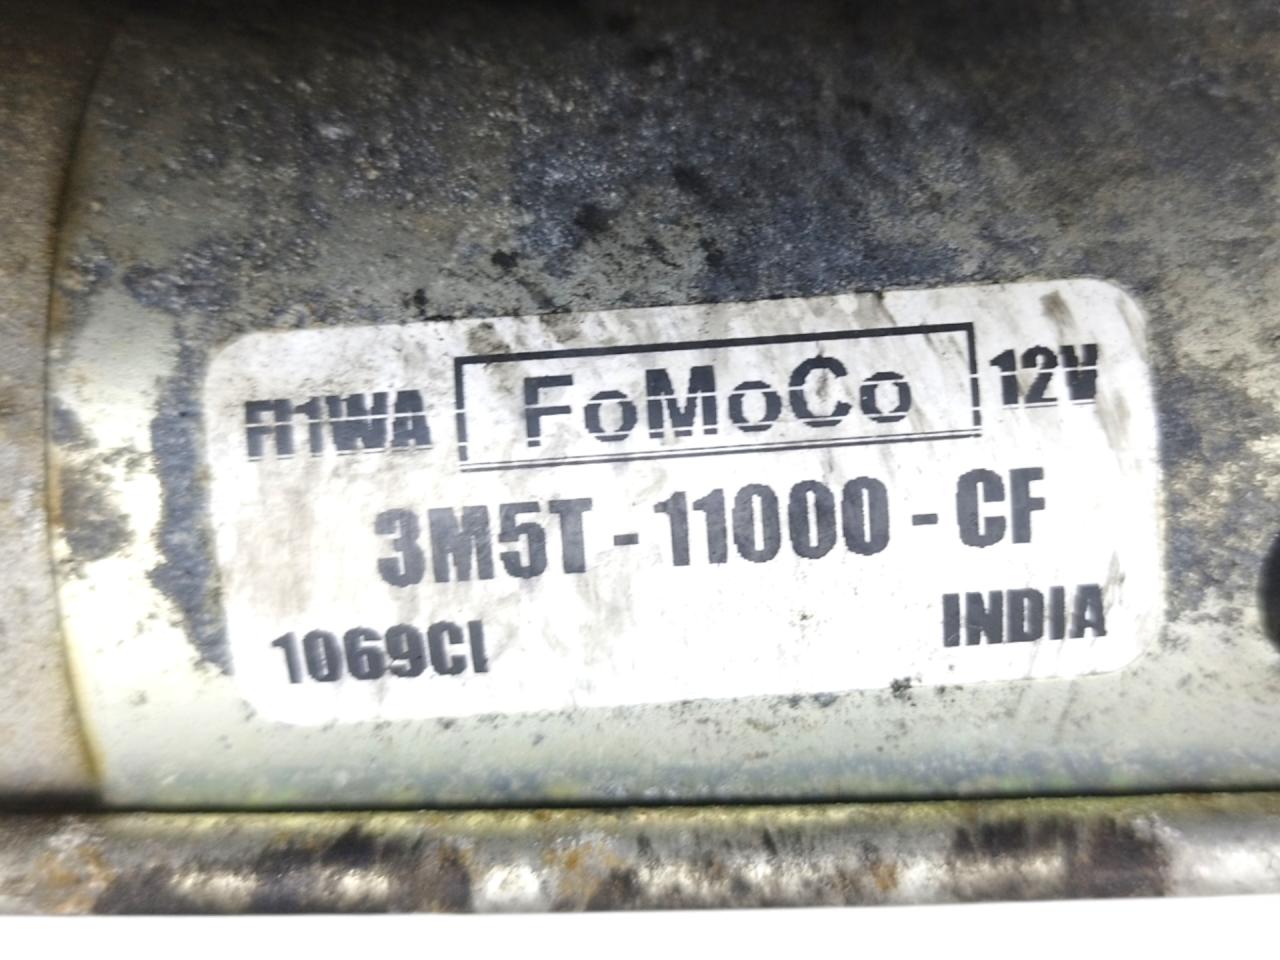 FI1WA FoMoCo 12V
3M5T - 11000 - CF
1069CI INDIA